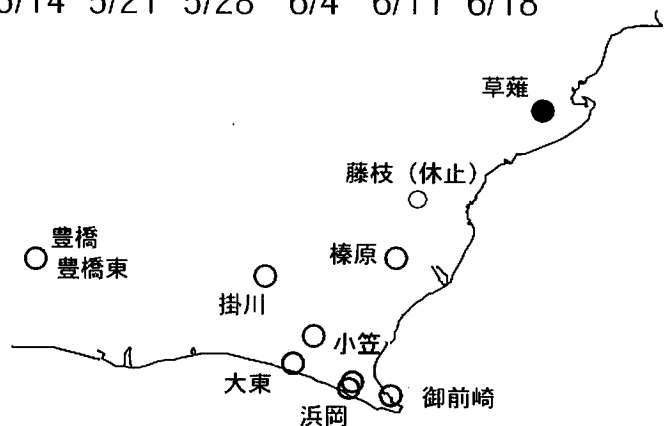 5/14 5/21 5/28 6/4 6/11 6/18
草薙
藤枝（休止）
豊橋
豊橋東
榛原
掛川
小笠
大東
御前崎
浜岡